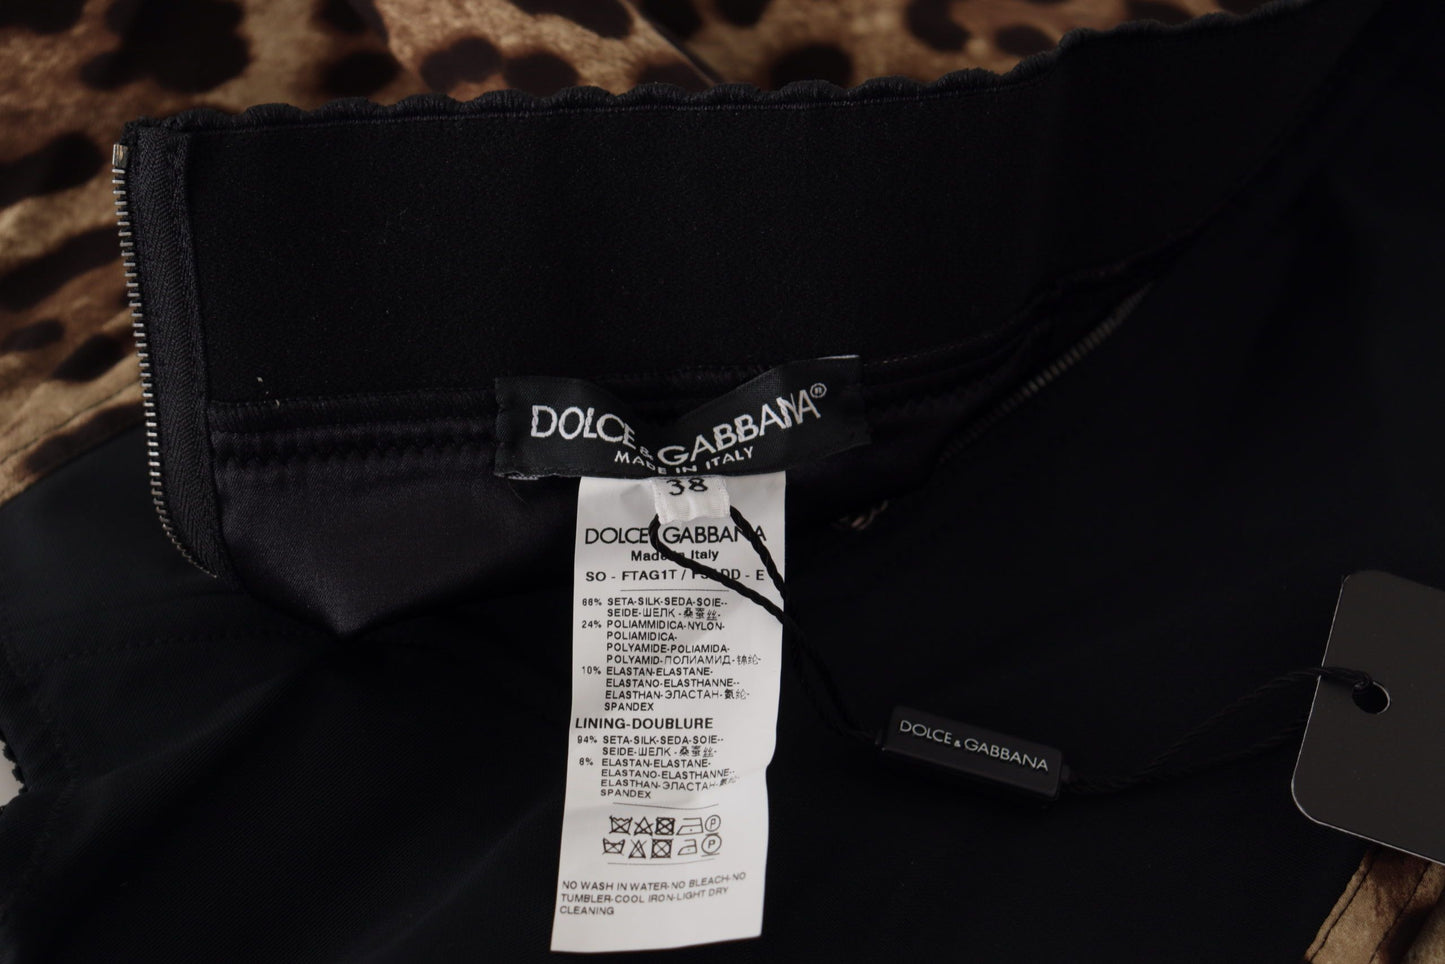 DOLCE & GABBANA®
MADE IN ITALY
38
DOLCE GABBANA
Made Italy
SO - FTAG1T / - E
66% SETA-SILK-SEDA-SOIE--
SEIDE-ШЕЛК-桑蚕丝-
24% POLIAMMIDICA-NYLON-
POLIAMIDICA-
POLYAMIDE-POLIAMIDA-
POLYAMID-ПОЛИАМИД-锦纶-
10% ELASTAN-ELASTANE-
ELASTANO-ELASTHANNE--
ELASTHAN-ЭЛАСТАН-氨纶-
SPANDEX
LINING-DOUBLURE
94% SETA-SILK-SEDA-SOIE--
SEIDE-ШЕЛК-桑蚕丝-
6% ELASTAN-ELASTANE-
ELASTANO-ELASTHANNE--
ELASTHAN-ЭЛАСТАН-氨纶-
SPANDEX
P
P
NO WASH IN WATER-NO BLEACH-NO
TUMBLER-COOL IRON-LIGHT DRY
CLEANING
DOLCE & GABBANA